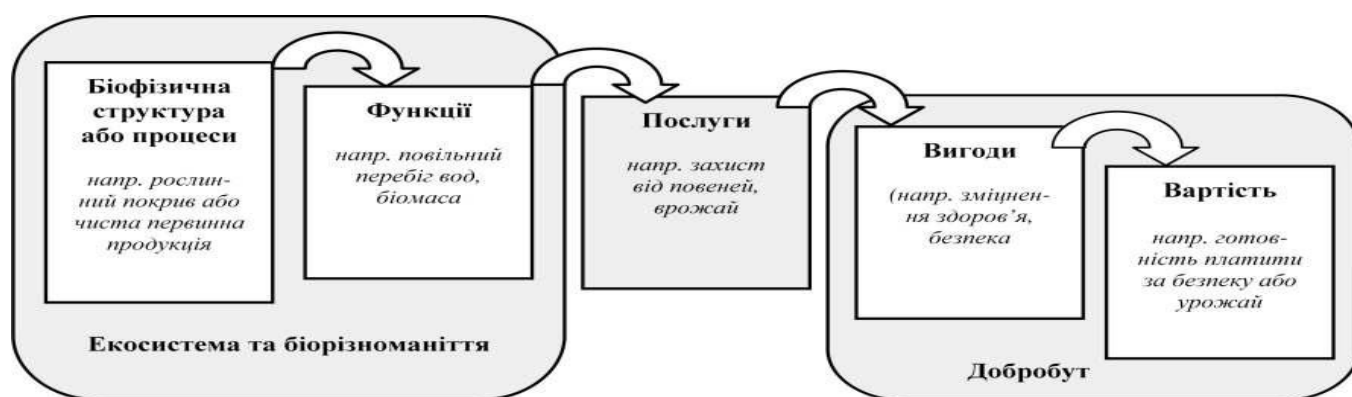 Біофізична
структура
або процеси
напр. рослин-
ний покрив або
чиста первинна
продукція
Функції
напр. повільний
перебіг вод,
біомаса
Екосистема та біорізноманіття
Послуги
напр. захист
від повеней,
врожай
Вигоди
(напр. зміцнен-
ня здоров’я,
безпека
Вартість
напр. готов-
ність платити
за безпеку або
урожай
Добробут